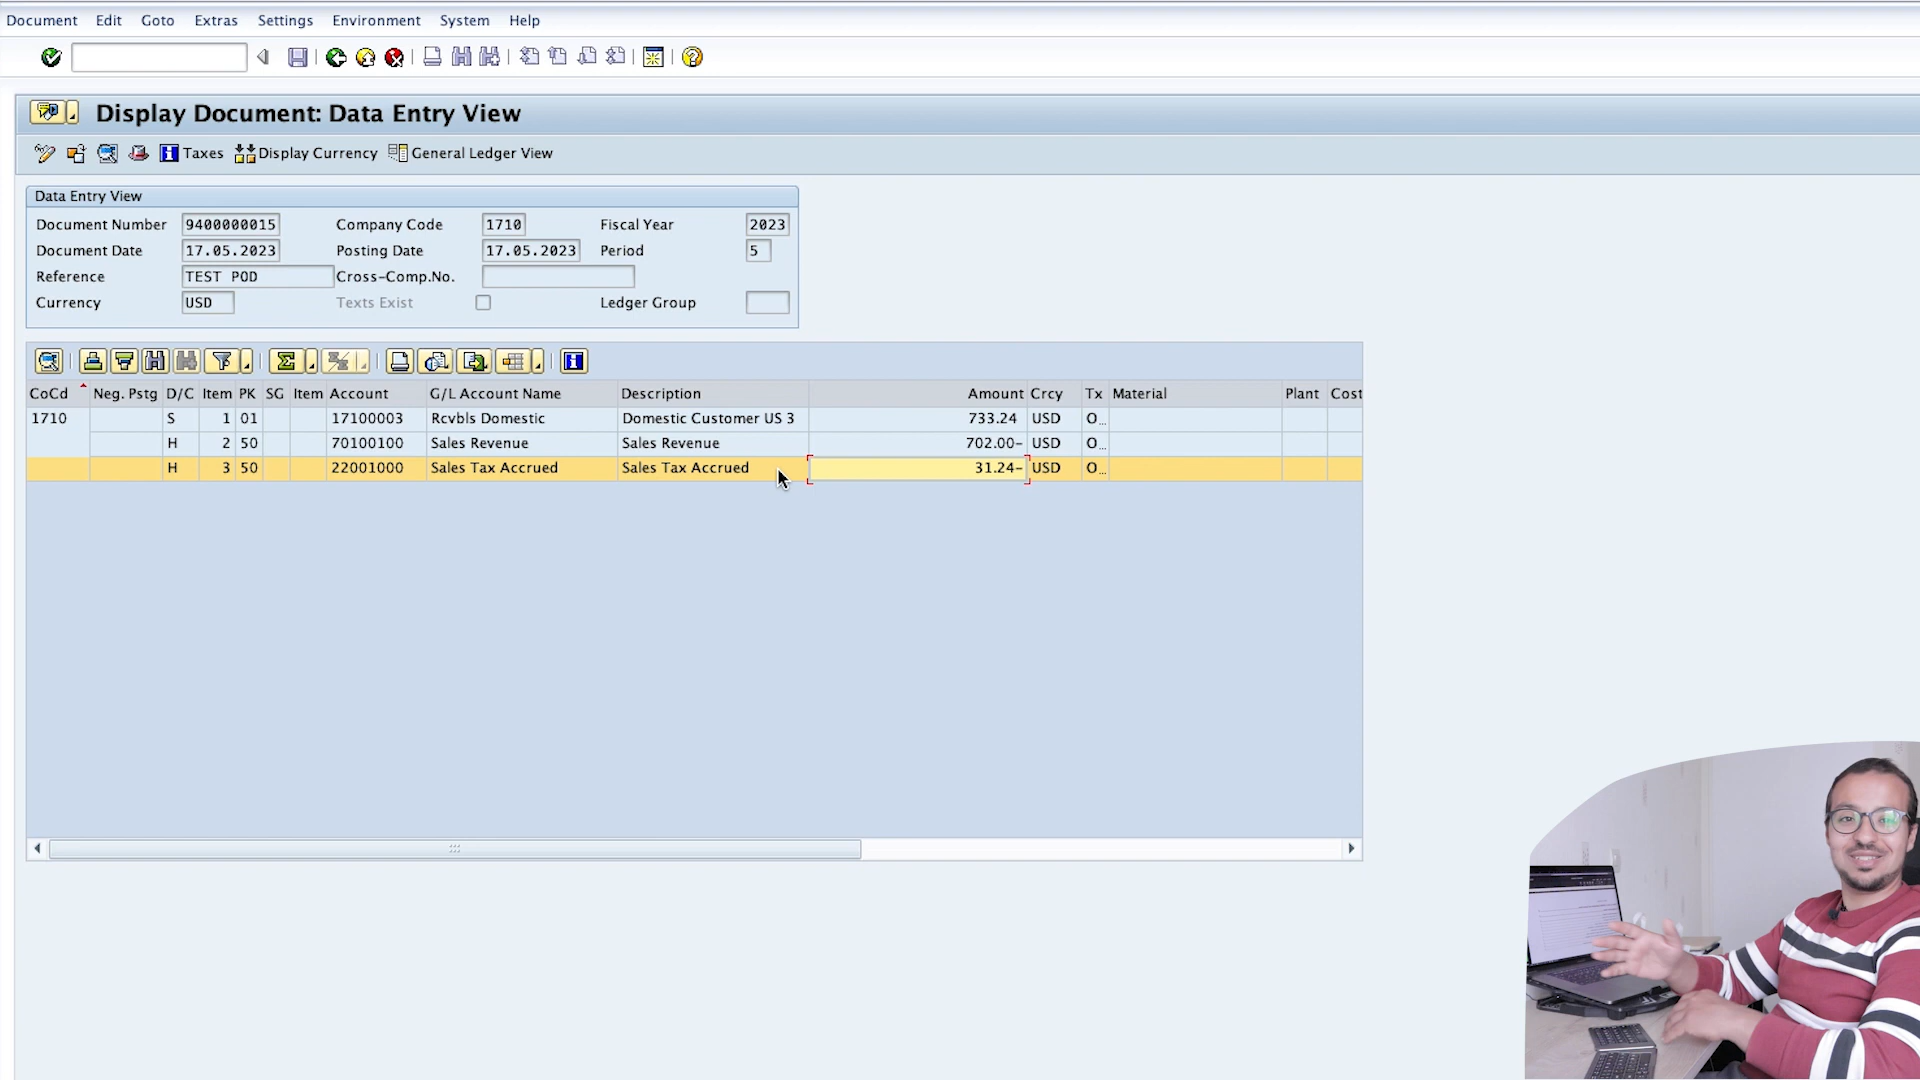 Document Edit Goto Extras Settings Environment System Help
Display Document: Data Entry View
Taxes Display Currency General Ledger View
Data Entry View
Document Number 9400000015 Company Code 1710 Fiscal Year 2023
Document Date 17.05.2023 Posting Date 17.05.2023 Period 5
Reference TEST POD Cross-Comp.No.
Currency USD Texts Exist Ledger Group
CoCd Neg. Pstg D/C Item PK SG Item Account G/L Account Name Description Amount Crcy Tx Material Plant Cost
1710 S 1 01 17100003 Rcvbls Domestic Domestic Customer US 3 733.24 USD O...
H 2 50 70100100 Sales Revenue Sales Revenue 702.00- USD O...
H 3 50 22001000 Sales Tax Accrued Sales Tax Accrued 31.24- USD O...